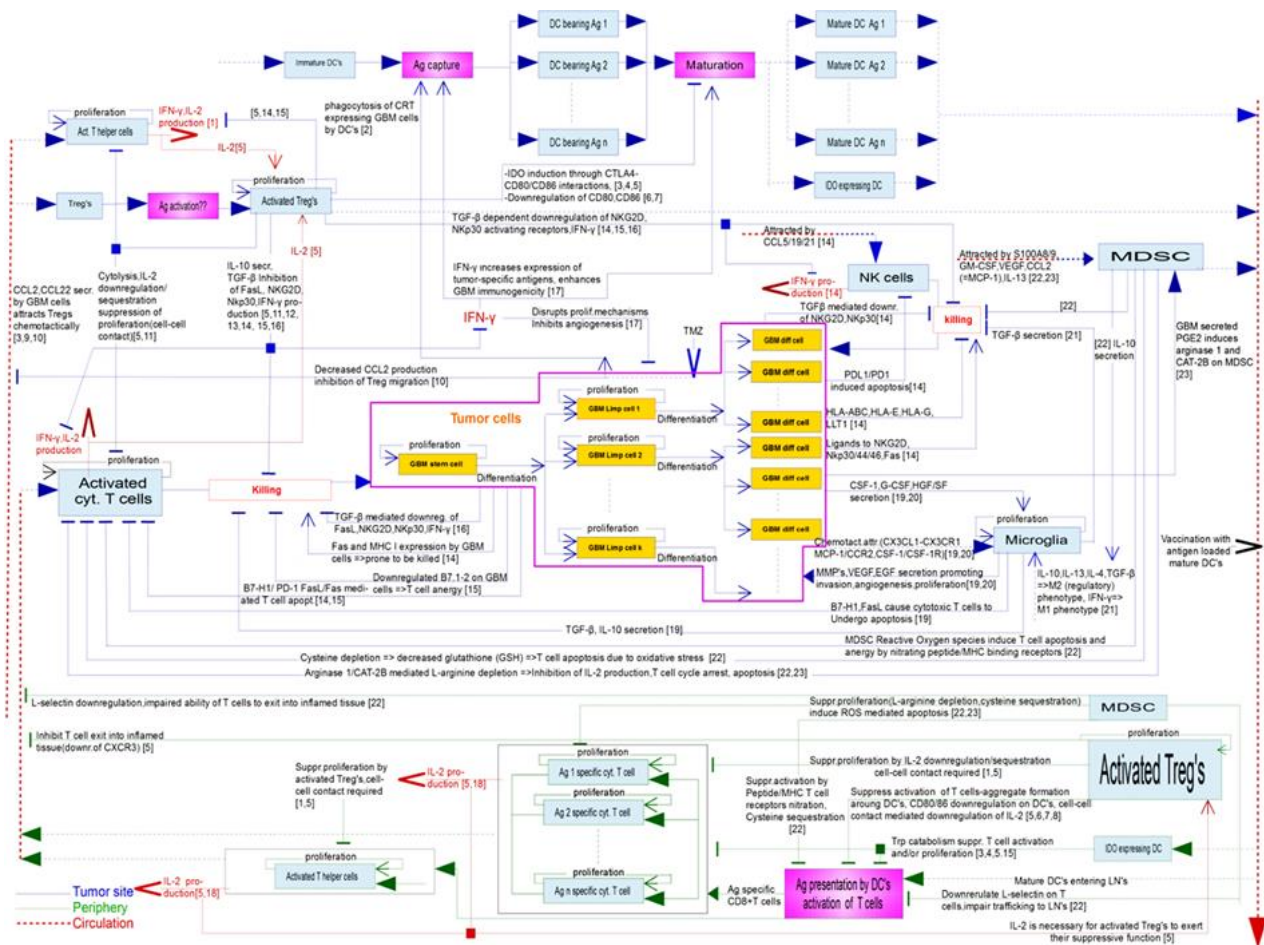 Immature DC's
Ag capture
DC bearing Ag 1
DC bearing Ag 2
DC bearing Ag n
Maturation
Mature DC Ag 1
Mature DC Ag 2
Mature DC Ag n
IDO expressing DC
proliferation
Act. T helper cells
IFN-γ,IL-2
production [1]
IL-2[5]
[5,14,15]
phagocytosis of CRT
expressing GBM cells
by DC's [2]
Treg's
Ag activation??
proliferation
Activated Treg's
-IDO induction through CTLA4-
CD80/CD86 interactions, [3,4,5]
-Downregulation of CD80,CD86 [6,7]
TGF-β dependent downregulation of NKG2D,
NKp30 activating receptors,IFN-γ [14,15,16]
IL-2 [5]
CCL2,CCL22 secr.
by GBM cells
attracts Tregs
chemotactically
[3,9,10]
Cytolysis,IL-2
downregulation/
sequestration
suppression of
proliferation(cell-cell
contact)[5,11]
IL-10 secr,
TGF-β Inhibition
of FasL, NKG2D,
Nkp30,IFN-γ pro-
duction [5,11,12,
13,14, 15,16]
IFN-γ increases expression of
tumor-specific antigens, enhances
GBM immunogenicity [17]
IFN-γ
Disrupts prolif.mechanisms
Inhibits angiogenesis [17]
TMZ
Attracted by
CCL5/19/21 [14]
NK cells
IFN-γ pro-
duction [14]
TGFβ mediated downr.
of NKG2D,NKp30[14]
killing
Attracted by S100A8/9,
GM-CSF,VEGF,CCL2
(=MCP-1),IL-13 [22,23]
MDSC
[22]
TGF-β secretion [21]
[22] IL-10
secretion
GBM secreted
PGE2 induces
arginase 1 and
CAT-2B on MDSC
[23]
Decreased CCL2 production
inhibition of Treg migration [10]
PDL1/PD1
induced apoptosis[14]
HLA-ABC,HLA-E,HLA-G,
LLT1 [14]
Ligands to NKG2D,
Nkp30/44/46,Fas [14]
CSF-1,G-CSF,HGF/SF
secretion [19,20]
Tumor cells
proliferation
GBM stem cell
Differentiation
proliferation
GBM Limp cell 1
Differentiation
proliferation
GBM Limp cell 2
Differentiation
proliferation
GBM Limp cell k
Differentiation
GBM diff cell
GBM diff cell
GBM diff cell
GBM diff cell
GBM diff cell
GBM diff cell
IFN-γ,IL-2
production
proliferation
Activated
cyt. T cells
Killing
TGF-β mediated downreg. of
FasL,NKG2D,NKp30,IFN-γ [16]
Fas and MHC I expression by GBM
cells =>prone to be killed [14]
Downregulated B7.1-2 on GBM
cells =>T cell anergy [15]
B7-H1/ PD-1 FasL/Fas medi-
ated T cell apopt.[14,15]
proliferation
Microglia
Chemotact.attr.(CX3CL1-CX3CR1
MCP-1/CCR2,CSF-1/CSF-1R)[19,20]
MMP's,VEGF,EGF secretion promoting
invasion,angiogenesis,proliferation[19,20]
IL-10,IL-13,IL-4,TGF-β
=>M2 (regulatory)
phenotype, IFN-γ=>
M1 phenotype [21]
B7-H1,FasL cause cytotoxic T cells to
Undergo apoptosis [19]
TGF-β, IL-10 secretion [19]
MDSC Reactive Oxygen species induce T cell apoptosis and
anergy by nitrating peptide/MHC binding receptors [22]
Cysteine depletion => decreased glutathione (GSH) =>T cell apoptosis due to oxidative stress [22]
Arginase 1/CAT-2B mediated L-arginine depletion =>Inhibition of IL-2 production,T cell cycle arrest, apoptosis [22,23]
Vaccination with
antigen loaded
mature DC's
L-selectin downregulation,impaired ability of T cells to exit into inflamed tissue [22]
Suppr.proliferation(L-arginine depletion,cysteine sequestration)
induce ROS mediated apoptosis [22,23]
MDSC
Inhibit T cell exit into inflamed
tissue(downr.of CXCR3) [5]
proliferation
Activated Treg's
Suppr.proliferation by IL-2 downregulation/sequestration
cell-cell contact required [1,5]
Suppr.proliferation by
activated Treg's,cell-
cell contact required
[1,5]
IL-2 pro-
duction
[5,18]
proliferation
Ag 1 specific cyt. T cell
proliferation
Ag 2 specific cyt. T cell
proliferation
Ag n specific cyt. T cell
Suppr.activation by
Peptide/MHC T cell
receptors nitration,
Cysteine sequestration
[22]
Suppress activation of T cells-aggregate formation
aroung DC's, CD80/86 downregulation on DC's, cell-cell
contact mediated downregulation of IL-2 [5,6,7,8]
Trp catabolism suppr. T cell activation
and/or proliferation [3,4,5.15]
IDO expressing DC
proliferation
Activated T helper cells
IL-2 pro-
duction[5,18]
Ag specific
CD8+T cells
Ag presentation by DC's
activation of T cells
Mature DC's entering LN's
Downrerulate L-selectin on T
cells,impair trafficking to LN's [22]
IL-2 is necessary for activated Treg's to exert
their suppressive function [5]
Tumor site
Periphery
Circulation